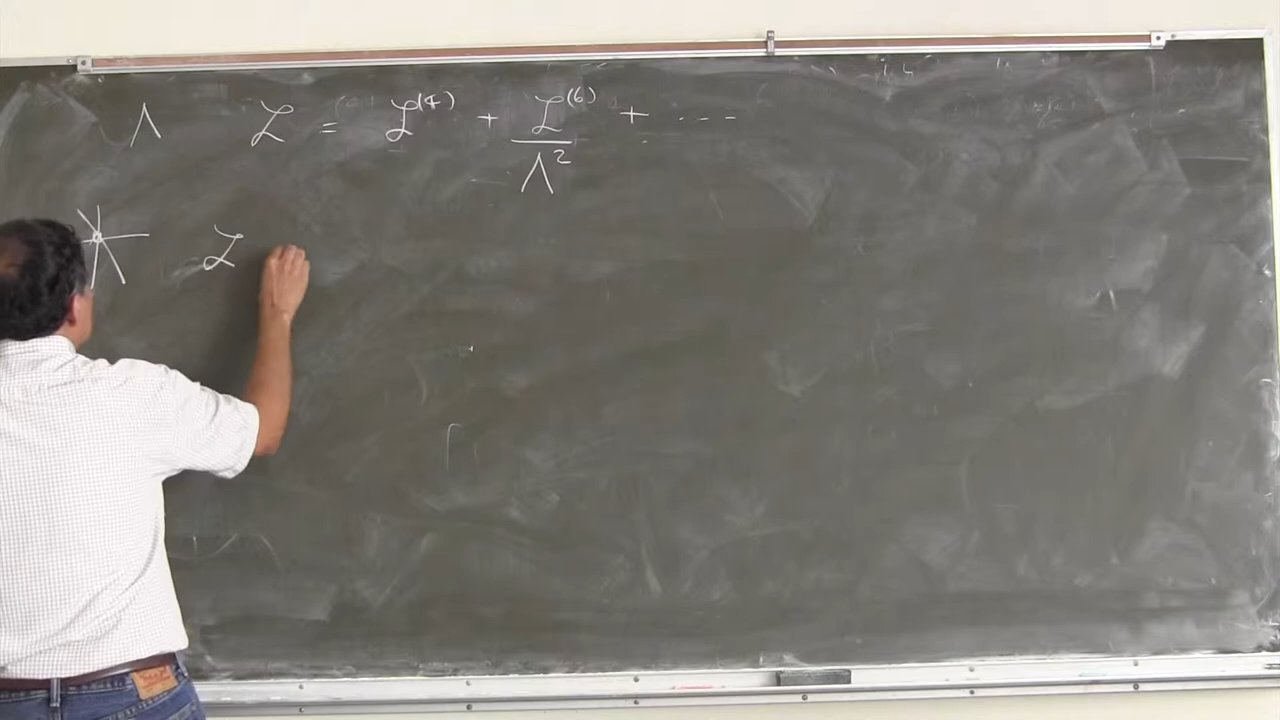 Λ ℒ = ℒ⁽⁴⁾ + ℒ⁽⁶⁾/Λ² + ----
ℒ